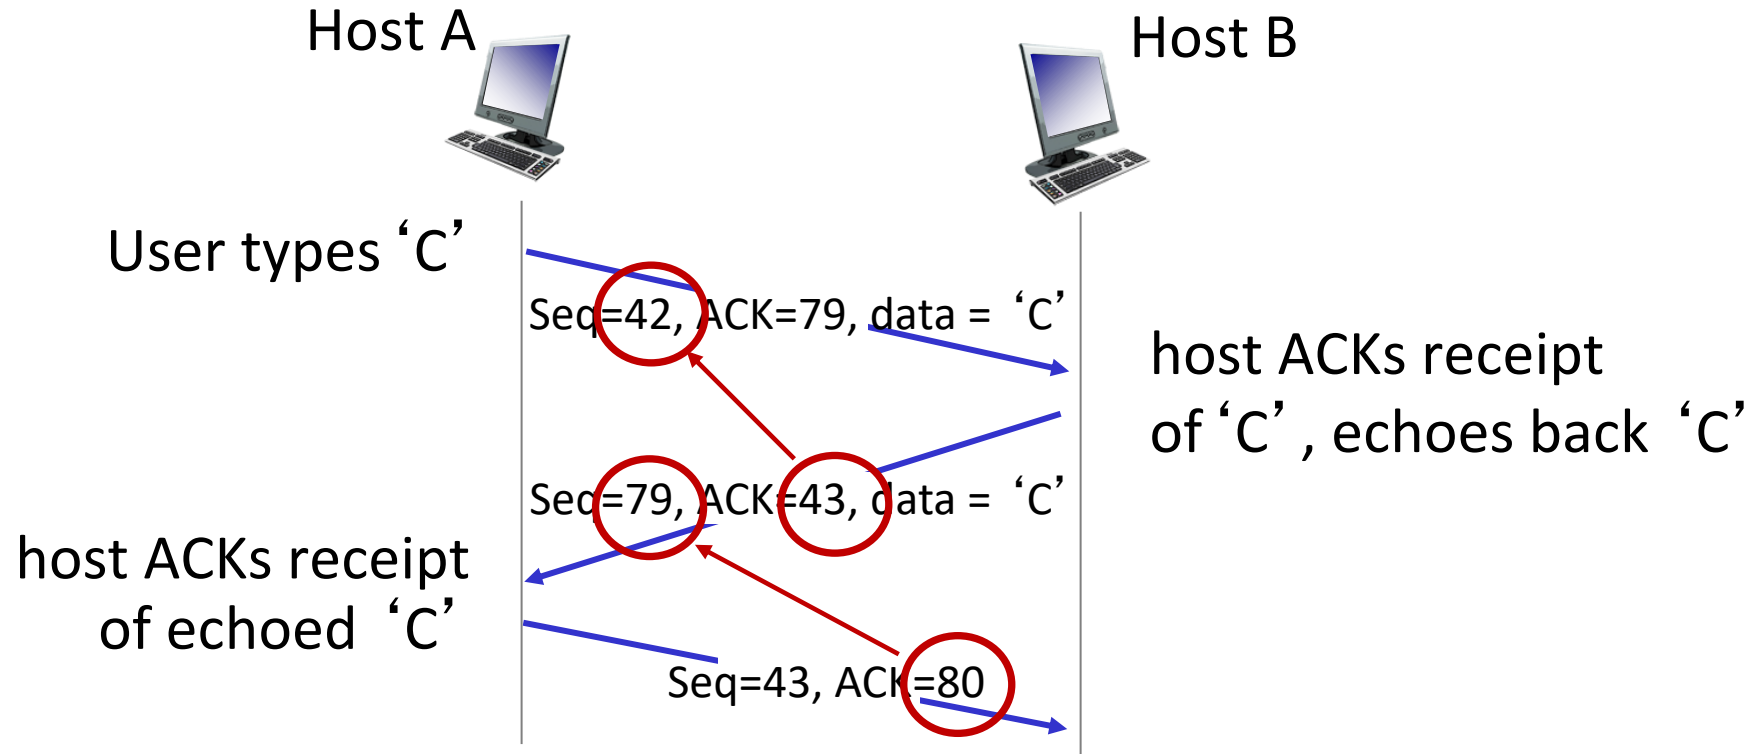 Host A
Host B
User types ‘C’
Seq=42, ACK=79, data = ‘C’
host ACKs receipt
of ‘C’, echoes back ‘C’
Seq=79, ACK=43, data = ‘C’
host ACKs receipt
of echoed ‘C’
Seq=43, ACK=80